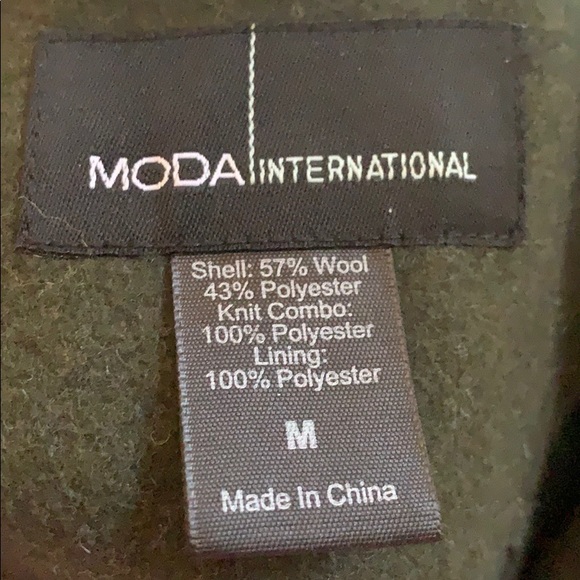 MODA INTERNATIONAL
Shell: 57% Wool
43% Polyester
Knit Combo:
100% Polyester
Lining:
100% Polyester
M
Made In China